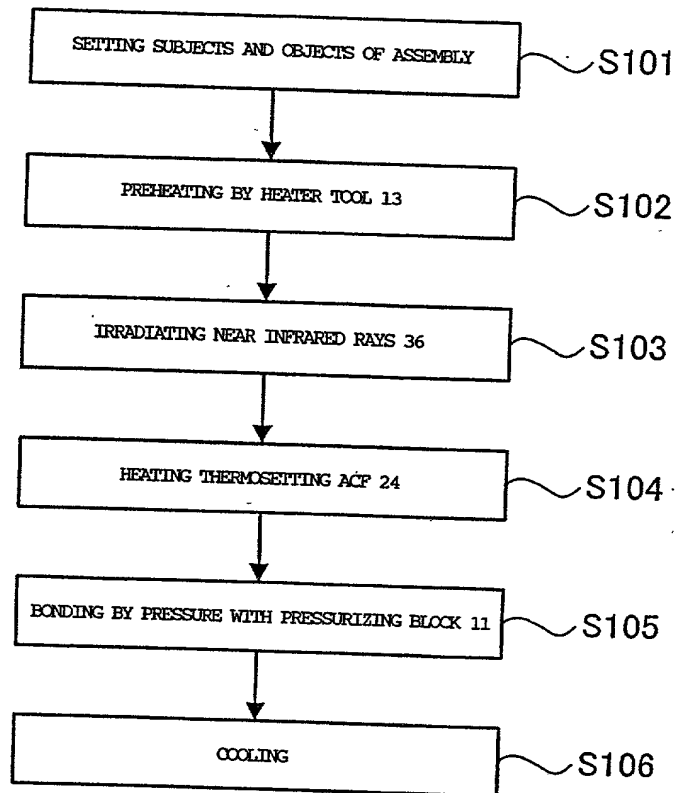 SETTING SUBJECTS AND OBJECTS OF ASSEMBLY
S101
PREHEATING BY HEATER TOOL 13
S102
IRRADIATING NEAR INFRARED RAYS 36
S103
HEATING THERMOSETTING ACF 24
S104
BONDING BY PRESSURE WITH PRESSURIZING BLOCK 11
S105
COOLING
S106